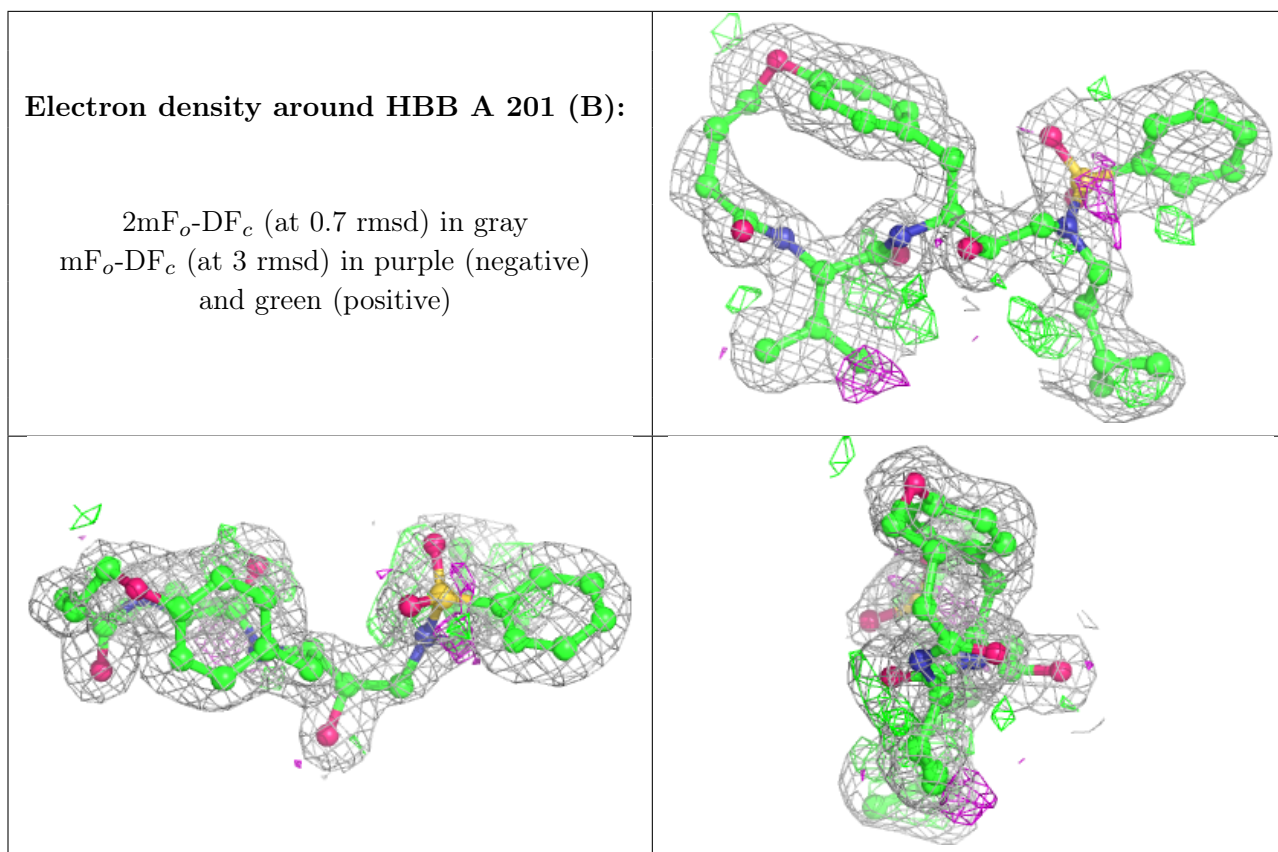 Electron density around HBB A 201 (B):
2mFₒ-DF𝑐 (at 0.7 rmsd) in gray
mFₒ-DF𝑐 (at 3 rmsd) in purple (negative)
and green (positive)